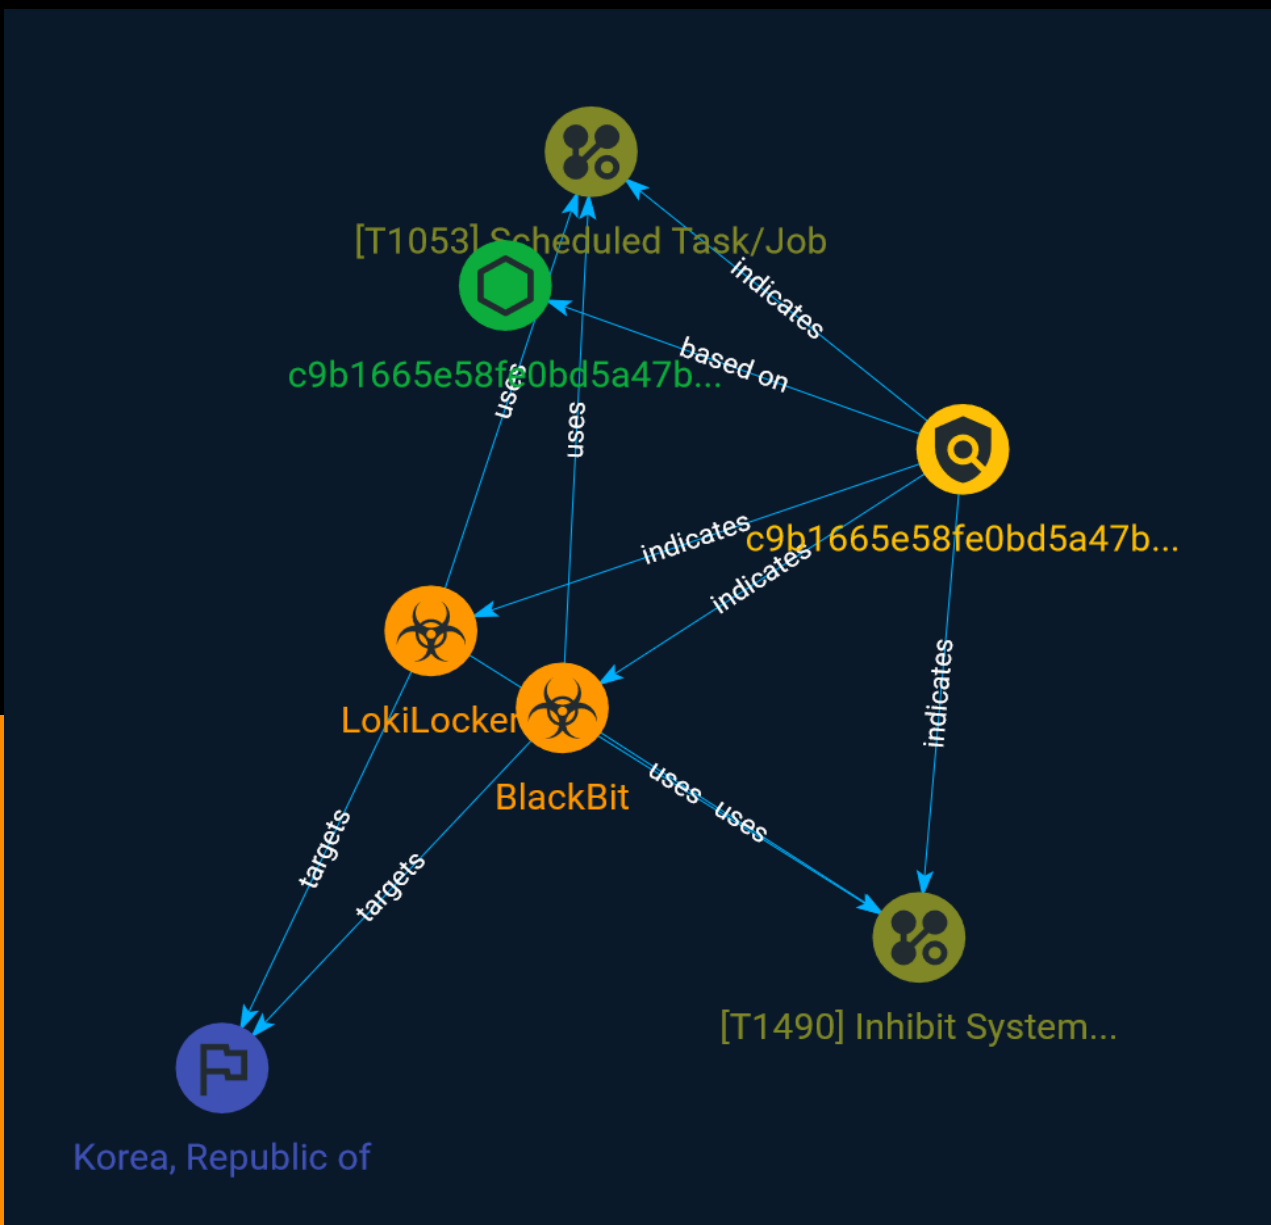 [T1053] Scheduled Task/Job
indicates
based on
c9b1665e58fe0bd5a47b...
uses
uses
indicates
c9b1665e58fe0bd5a47b...
indicates
indicates
LokiLocker
BlackBit
uses
uses
targets
targets
[T1490] Inhibit System...
Korea, Republic of